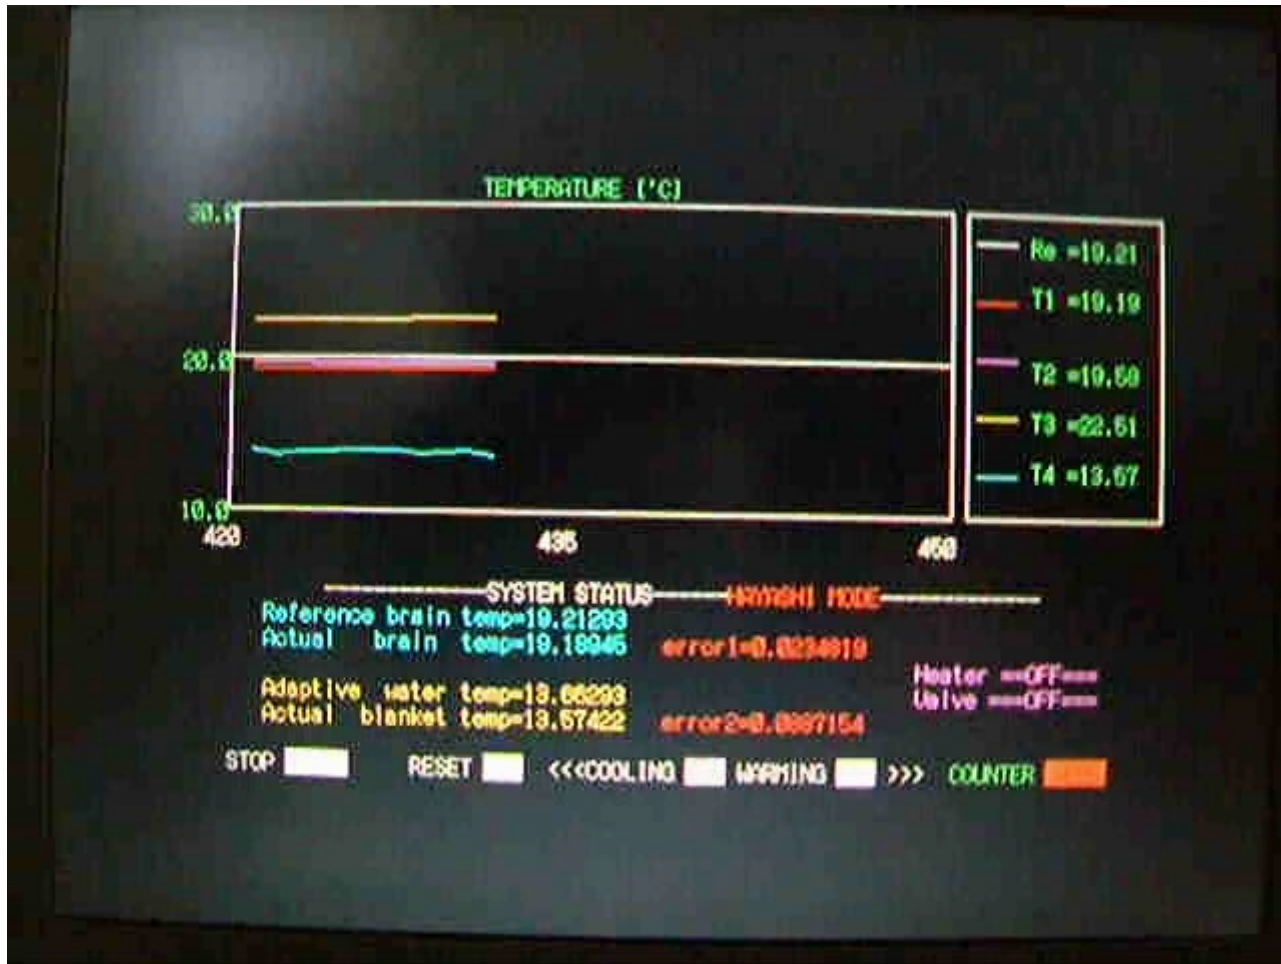 TEMPERATURE ('C)
30.0
20.0
10.0
420
435
450
Re =19.21
T1 =19.19
T2 =19.59
T3 =22.51
T4 =13.57
SYSTEM STATUS HAYASHI MODE
Reference brain temp=19.21293
Actual brain temp=19.18945 error1=0.0234819
Heater ==OFF===
Adaptive water temp=13.66293
Valve ===OFF===
Actual blanket temp=13.57422 error2=0.0887154
STOP RESET <<<COOLING WARMING >>> COUNTER